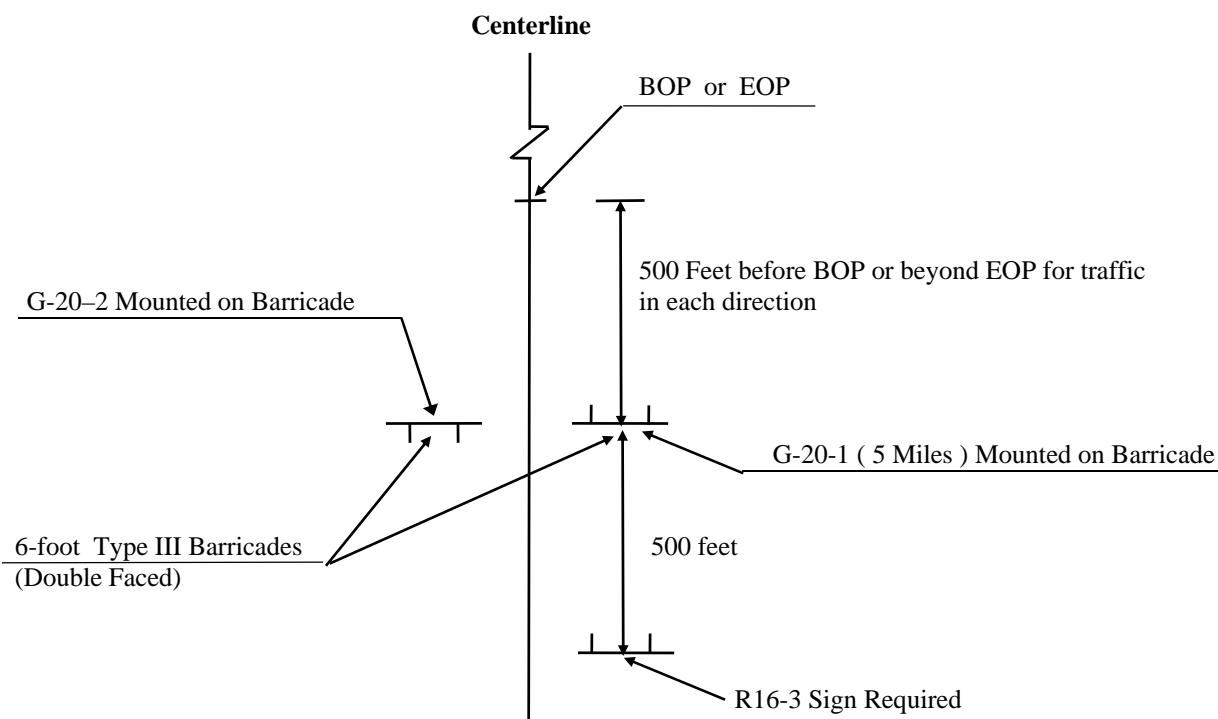 Centerline
BOP or EOP
500 Feet before BOP or beyond EOP for traffic
in each direction
G-20–2 Mounted on Barricade
G-20-1 ( 5 Miles ) Mounted on Barricade
6-foot Type III Barricades
(Double Faced)
500 feet
R16-3 Sign Required